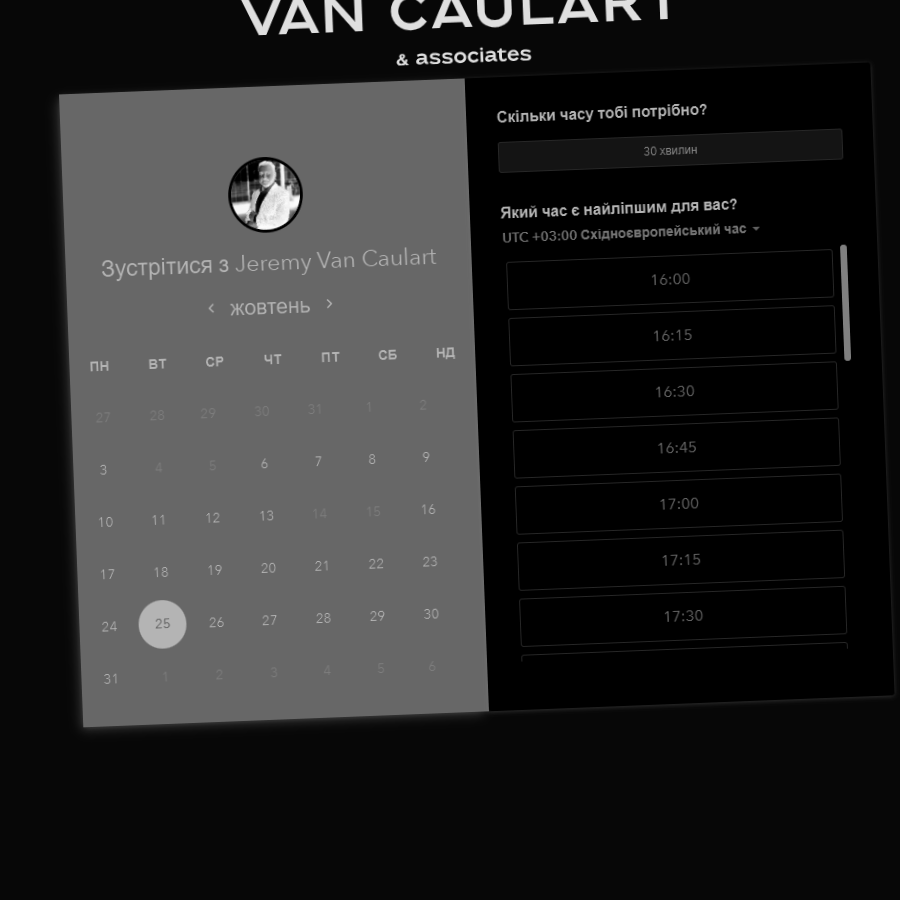 VAN CAULART
& associates
Зустрітися з Jeremy Van Caulart
жовтень
ПН ВТ СР ЧТ ПТ СБ НД
27 28 29 30 31 1 2
3 4 5 6 7 8 9
10 11 12 13 14 15 16
17 18 19 20 21 22 23
24 25 26 27 28 29 30
31 1 2 3 4 5 6
Скільки часу тобі потрібно?
30 хвилин
Який час є найліпшим для вас?
UTC +03:00 Східноєвропейський час
16:00
16:15
16:30
16:45
17:00
17:15
17:30